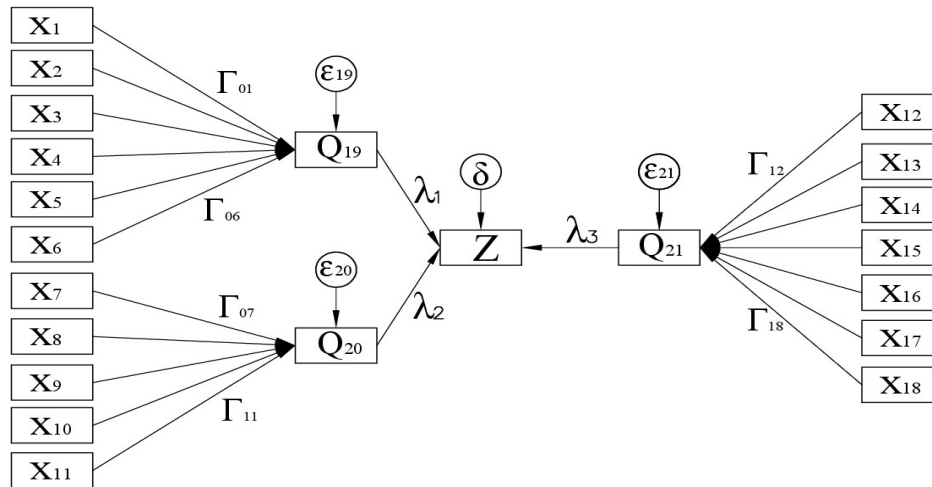 X₁
X₂
X₃
X₄
X₅
X₆
X₇
X₈
X₉
X₁₀
X₁₁
Γ₀₁
Γ₀₆
Γ₀₇
Γ₁₁
ε₁₉
Q₁₉
ε₂₀
Q₂₀
λ₁
λ₂
δ
Z
λ₃
ε₂₁
Q₂₁
Γ₁₂
Γ₁₈
X₁₂
X₁₃
X₁₄
X₁₅
X₁₆
X₁₇
X₁₈